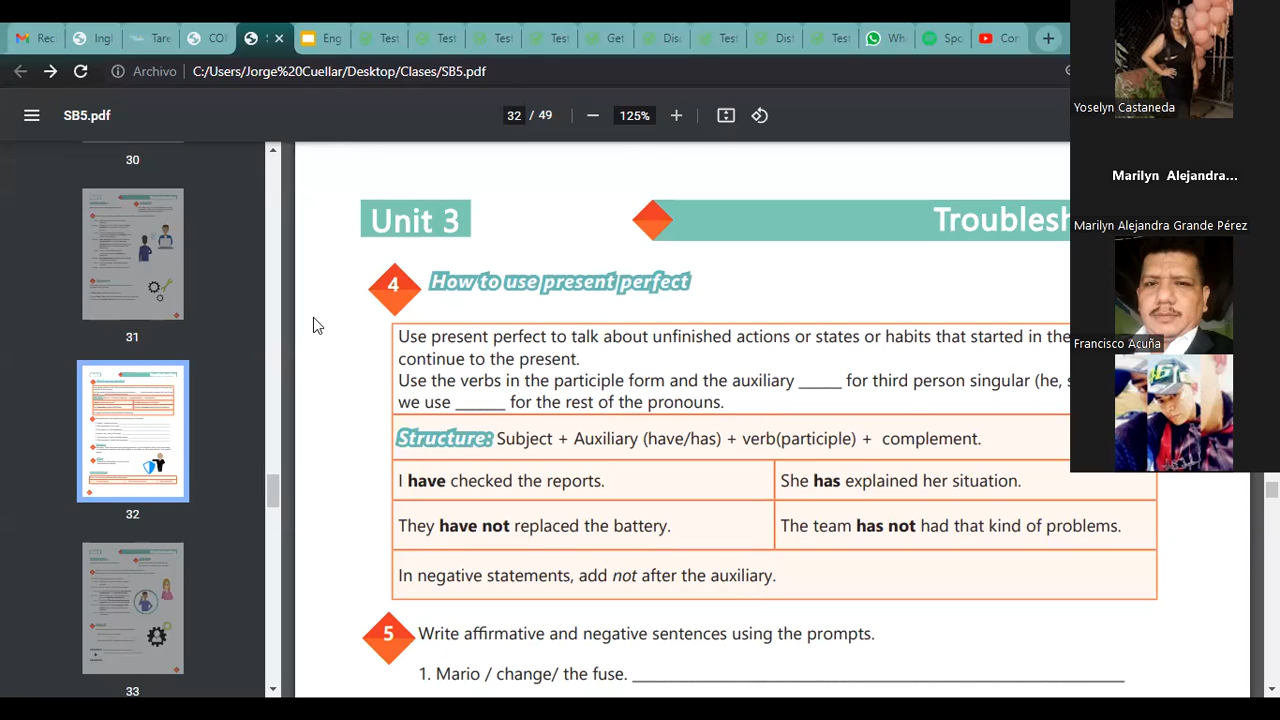 Rec
Ingl
Tare
CO
S
Eng
Test
Test
Test
Test
Get
Disc
Test
Dist
Test
Wh
Spo
Cor
Archivo
C:/Users/Jorge%20Cuellar/Desktop/Clases/SB5.pdf
SB5.pdf
32 / 49
125%
30
31
32
33
Unit 3
Troublesh
4
How to use present perfect
Use present perfect to talk about unfinished actions or states or habits that started in the
continue to the present.
Use the verbs in the participle form and the auxiliary _____ for third person singular (he, s
we use ______ for the rest of the pronouns.
Structure: Subject + Auxiliary (have/has) + verb(participle) + complement.
I have checked the reports.
She has explained her situation.
They have not replaced the battery.
The team has not had that kind of problems.
In negative statements, add not after the auxiliary.
5
Write affirmative and negative sentences using the prompts.
1. Mario / change/ the fuse. ____________________
Yoselyn Castaneda
Marilyn Alejandra...
Marilyn Alejandra Grande Pérez
Francisco Acuña